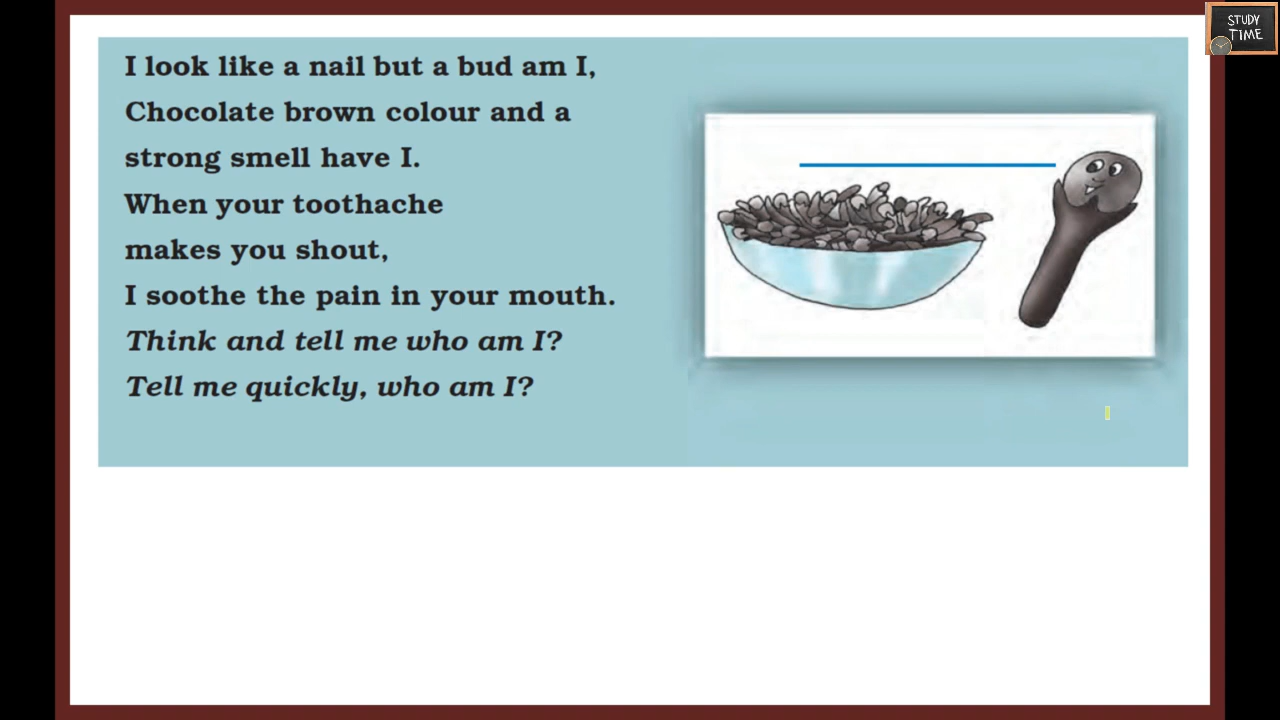 STUDY
TIME
I look like a nail but a bud am I,
Chocolate brown colour and a
strong smell have I.
When your toothache
makes you shout,
I soothe the pain in your mouth.
Think and tell me who am I?
Tell me quickly, who am I?